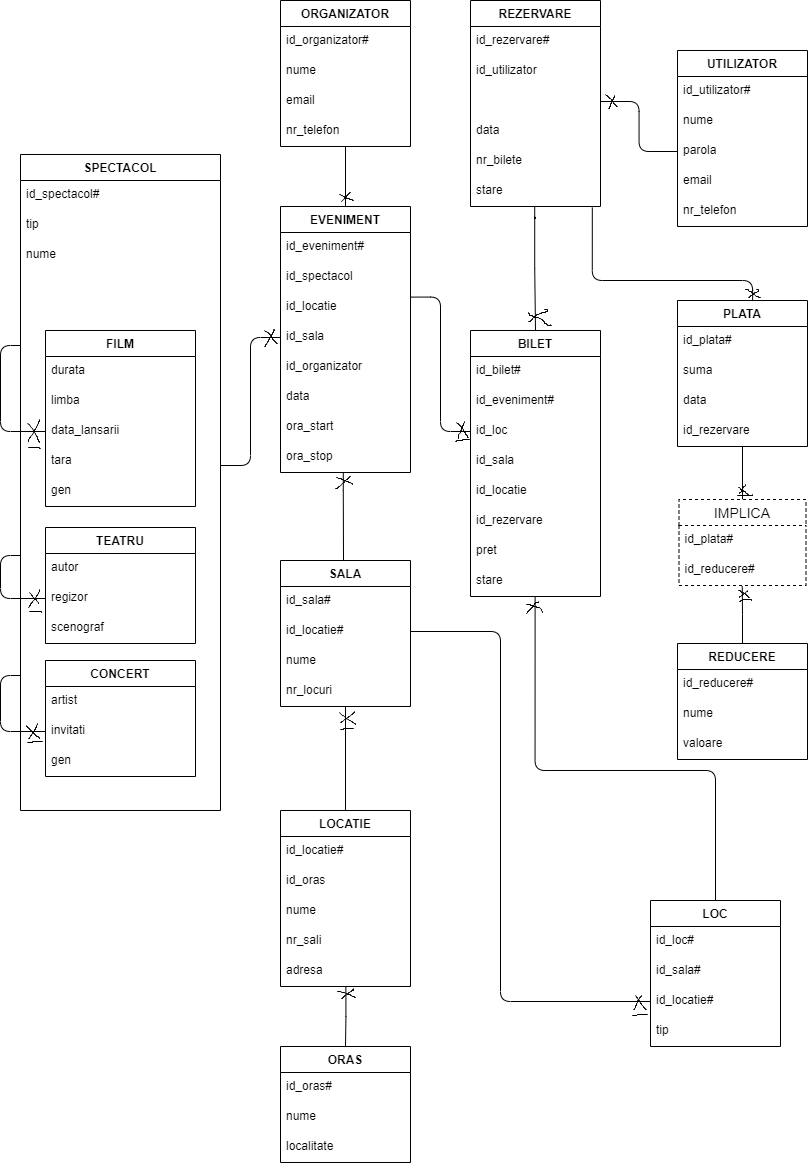 ORGANIZATOR
id_organizator#
nume
email
nr_telefon
REZERVARE
id_rezervare#
id_utilizator
data
nr_bilete
stare
UTILIZATOR
id_utilizator#
nume
parola
email
nr_telefon
SPECTACOL
id_spectacol#
tip
nume
FILM
durata
limba
data_lansarii
tara
gen
TEATRU
autor
regizor
scenograf
CONCERT
artist
invitati
gen
EVENIMENT
id_eveniment#
id_spectacol
id_locatie
id_sala
id_organizator
data
ora_start
ora_stop
BILET
id_bilet#
id_eveniment#
id_loc
id_sala
id_locatie
id_rezervare
pret
stare
PLATA
id_plata#
suma
data
id_rezervare
IMPLICA
id_plata#
id_reducere#
REDUCERE
id_reducere#
nume
valoare
SALA
id_sala#
id_locatie#
nume
nr_locuri
LOCATIE
id_locatie#
id_oras
nume
nr_sali
adresa
LOC
id_loc#
id_sala#
id_locatie#
tip
ORAS
id_oras#
nume
localitate